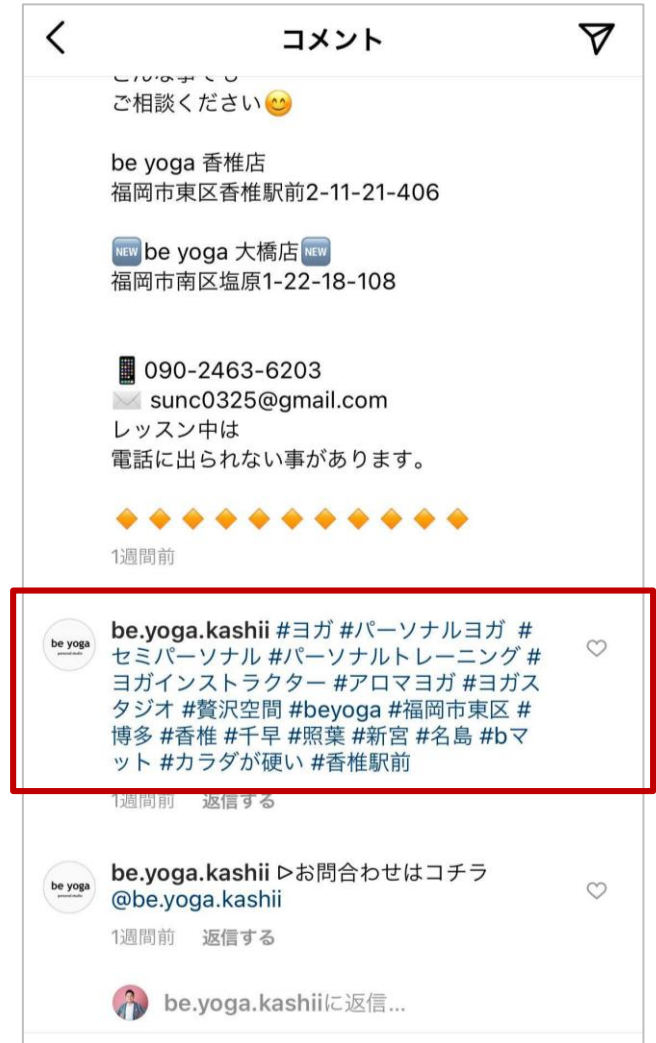 コメント
こんな事でも
ご相談ください😊
be yoga 香椎店
福岡市東区香椎駅前2-11-21-406
🆕be yoga 大橋店🆕
福岡市南区塩原1-22-18-108
📱 090-2463-6203
✉️ sunc0325@gmail.com
レッスン中は
電話に出られない事があります。
🔶🔶🔶🔶🔶🔶🔶🔶🔶🔶🔶
1週間前
be yoga
be.yoga.kashii #ヨガ #パーソナルヨガ #
セミパーソナル #パーソナルトレーニング #
ヨガインストラクター #アロマヨガ #ヨガス
タジオ #贅沢空間 #beyoga #福岡市東区 #
博多 #香椎 #千早 #照葉 #新宮 #名島 #bマ
ット #カラダが硬い #香椎駅前
1週間前 返信する
be yoga
be.yoga.kashii ▷お問合わせはコチラ
@be.yoga.kashii
1週間前 返信する
be.yoga.kashiiに返信...